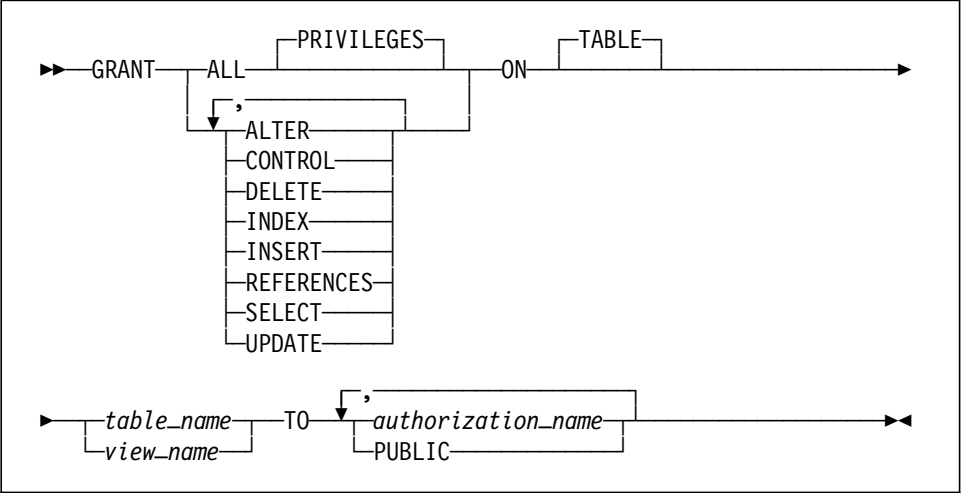 PRIVILEGES TABLE
GRANT ALL ON
,
ALTER
CONTROL
DELETE
INDEX
INSERT
REFERENCES
SELECT
UPDATE
,
table_name TO authorization_name
view_name PUBLIC